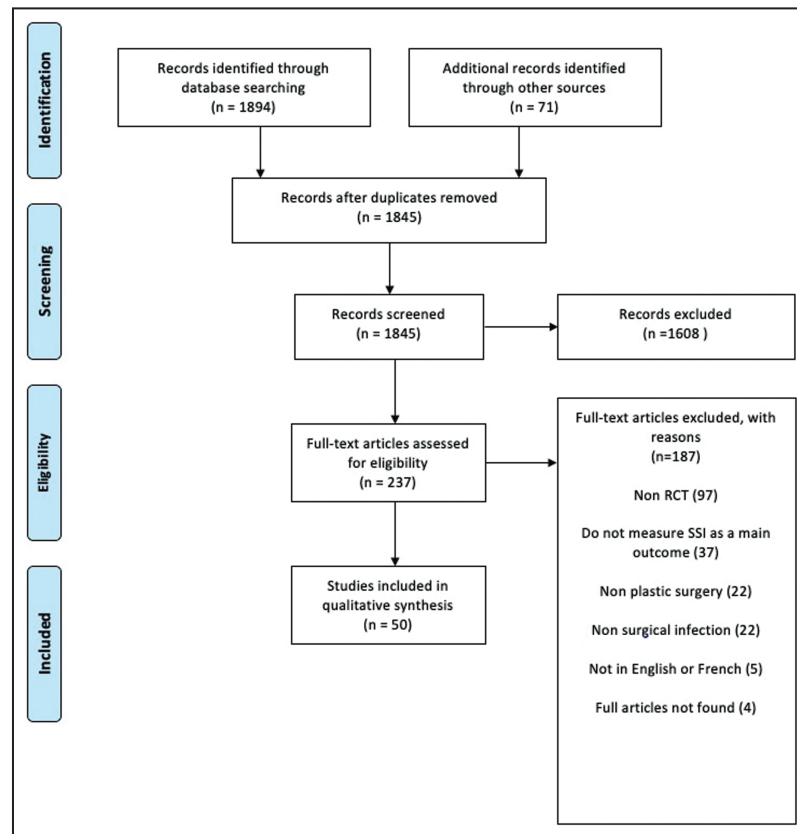 Identification
Records identified through
database searching
(n = 1894)
Additional records identified
through other sources
(n = 71)
Records after duplicates removed
(n = 1845)
Screening
Records screened
(n = 1845)
Records excluded
(n =1608 )
Eligibility
Full-text articles assessed
for eligibility
(n = 237)
Full-text articles excluded, with
reasons
(n=187)
Non RCT (97)
Do not measure SSI as a main
outcome (37)
Non plastic surgery (22)
Non surgical infection (22)
Not in English or French (5)
Full articles not found (4)
Included
Studies included in
qualitative synthesis
(n = 50)